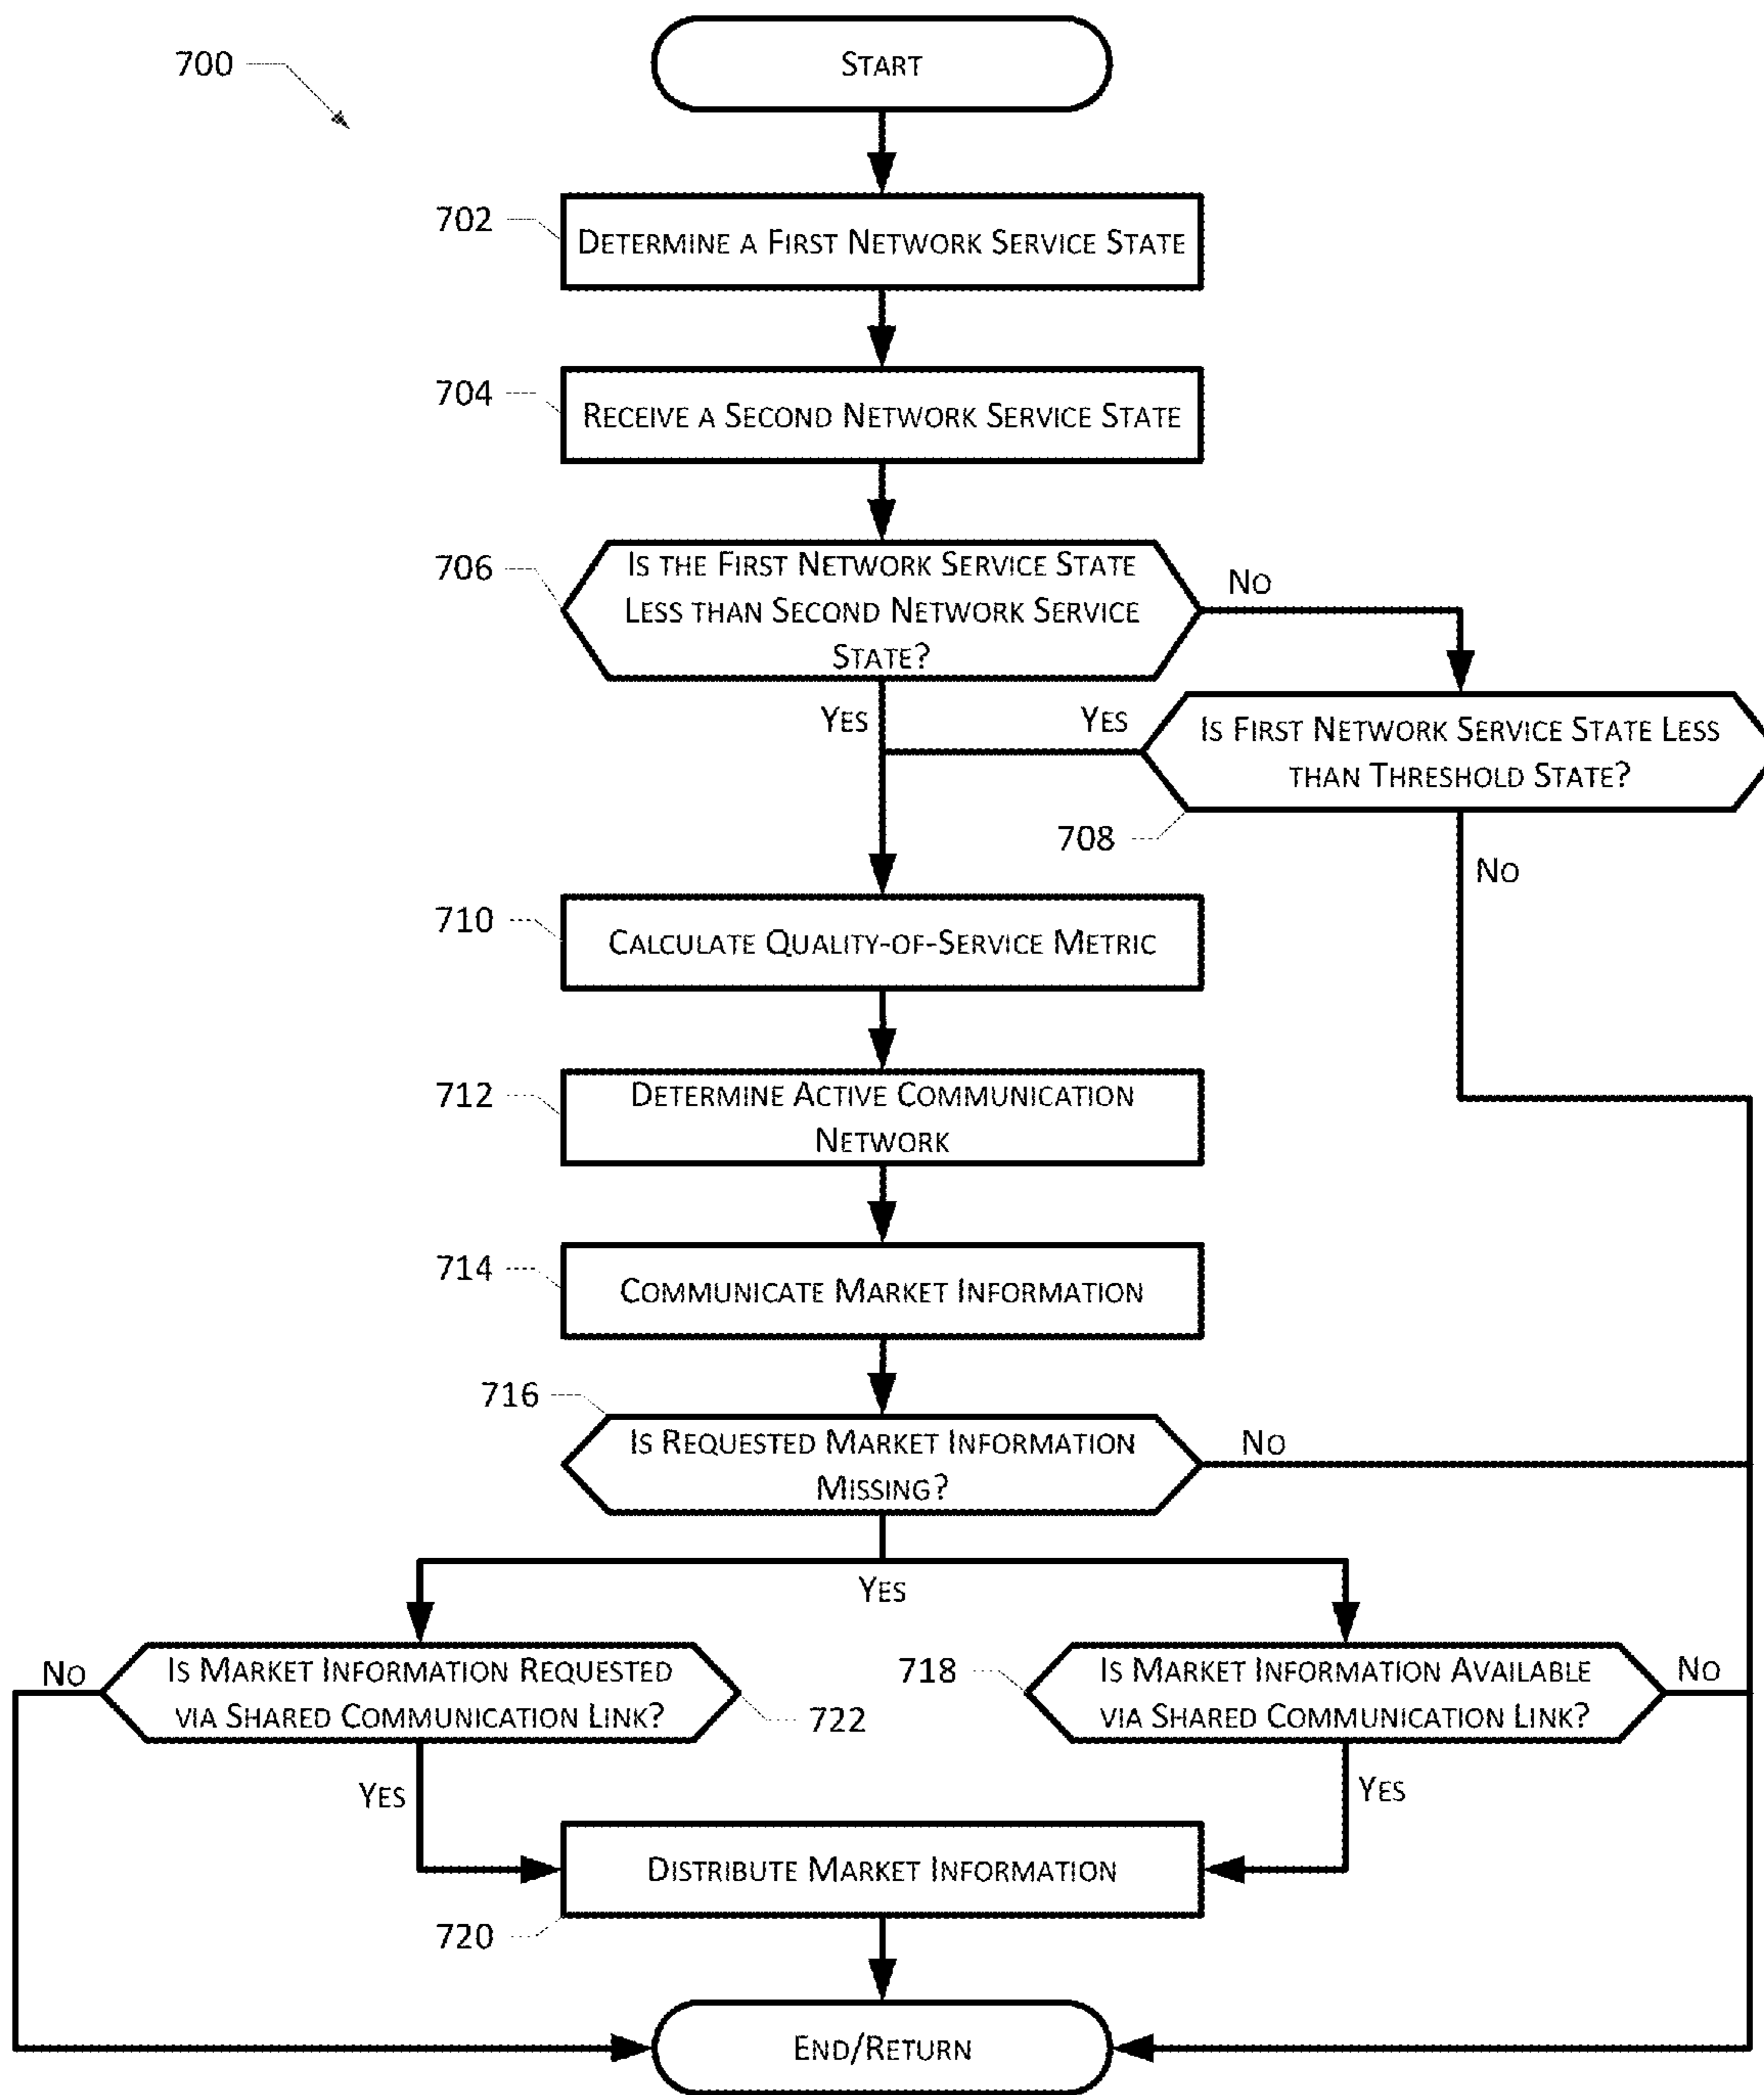 700
START
702
DETERMINE A FIRST NETWORK SERVICE STATE
704
RECEIVE A SECOND NETWORK SERVICE STATE
706
IS THE FIRST NETWORK SERVICE STATE
LESS THAN SECOND NETWORK SERVICE
STATE?
NO
YES
YES
IS FIRST NETWORK SERVICE STATE LESS
THAN THRESHOLD STATE?
708
NO
710
CALCULATE QUALITY-OF-SERVICE METRIC
712
DETERMINE ACTIVE COMMUNICATION
NETWORK
714
COMMUNICATE MARKET INFORMATION
716
IS REQUESTED MARKET INFORMATION
MISSING?
NO
YES
NO
IS MARKET INFORMATION REQUESTED
VIA SHARED COMMUNICATION LINK?
722
718
IS MARKET INFORMATION AVAILABLE
VIA SHARED COMMUNICATION LINK?
NO
YES
YES
DISTRIBUTE MARKET INFORMATION
720
END/RETURN